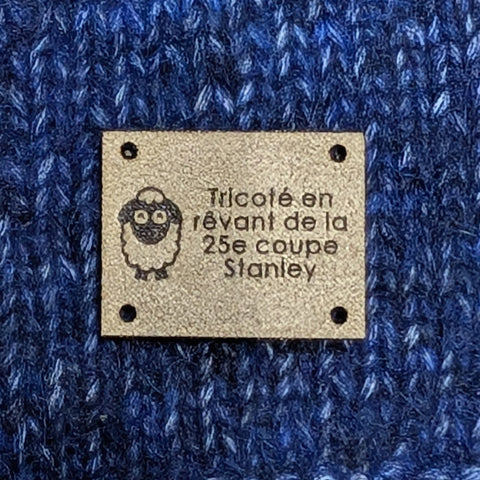 Tricoté en
rêvant de la
25e coupe
Stanley